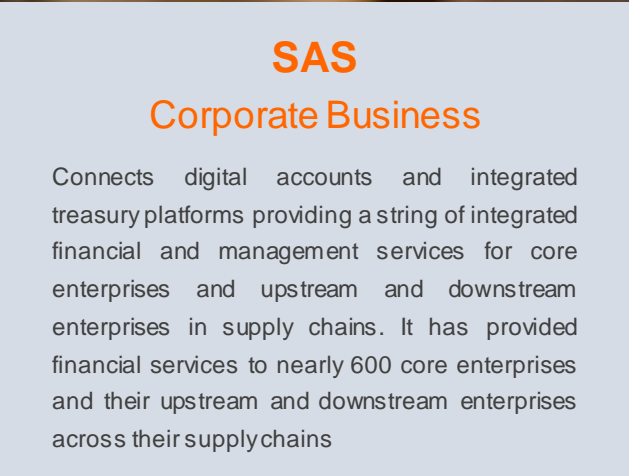 SAS
Corporate Business
Connects digital accounts and integrated
treasury platforms providing a string of integrated
financial and management services for core
enterprises and upstream and downstream
enterprises in supply chains. It has provided
financial services to nearly 600 core enterprises
and their upstream and downstream enterprises
across their supply chains